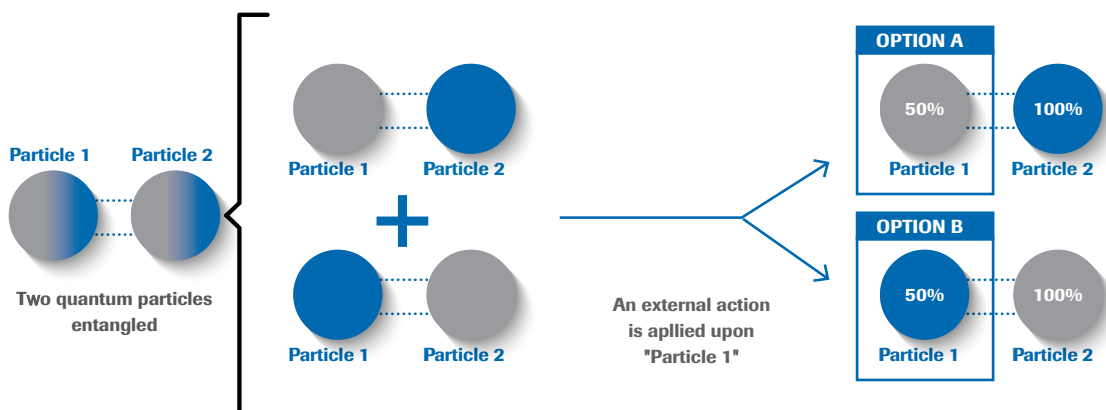 Particle 1 Particle 2
Two quantum particles
entangled
Particle 1 Particle 2
Particle 1 Particle 2
An external action
is apllied upon
"Particle 1"
OPTION A
50% 100%
Particle 1 Particle 2
OPTION B
50% 100%
Particle 1 Particle 2